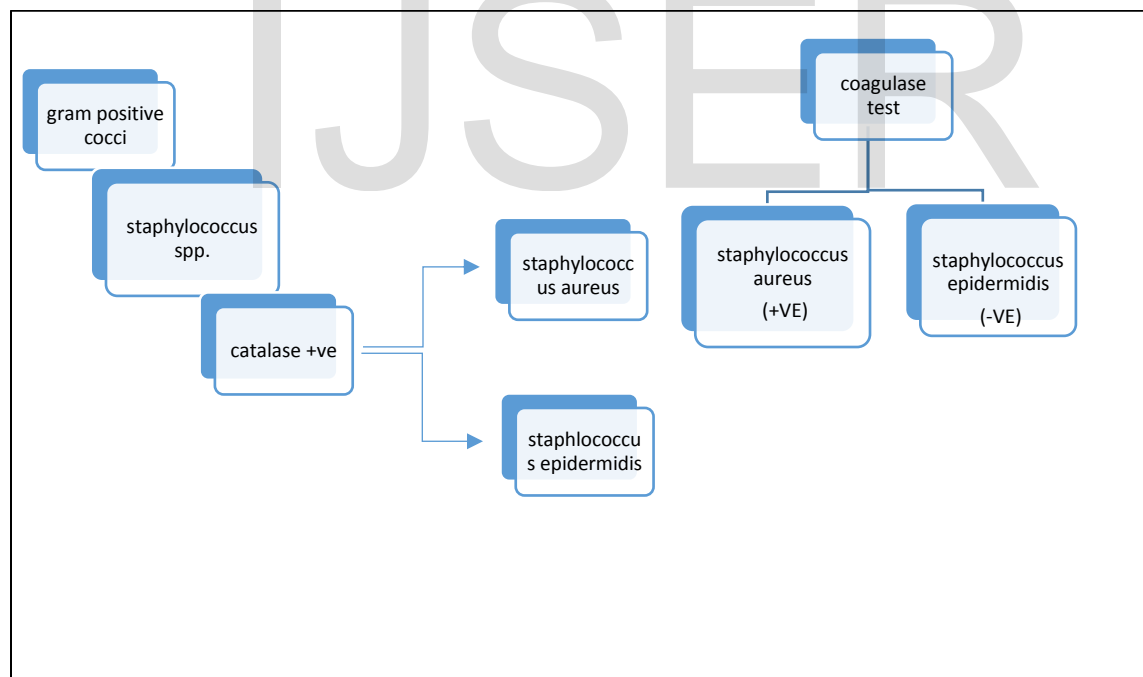 IJSER
gram positive
cocci
staphylococcus
spp.
catalase +ve
staphylococc
us aureus
staphlococcu
s epidermidis
coagulase
test
staphylococcus
aureus
(+VE)
staphylococcus
epidermidis
(-VE)